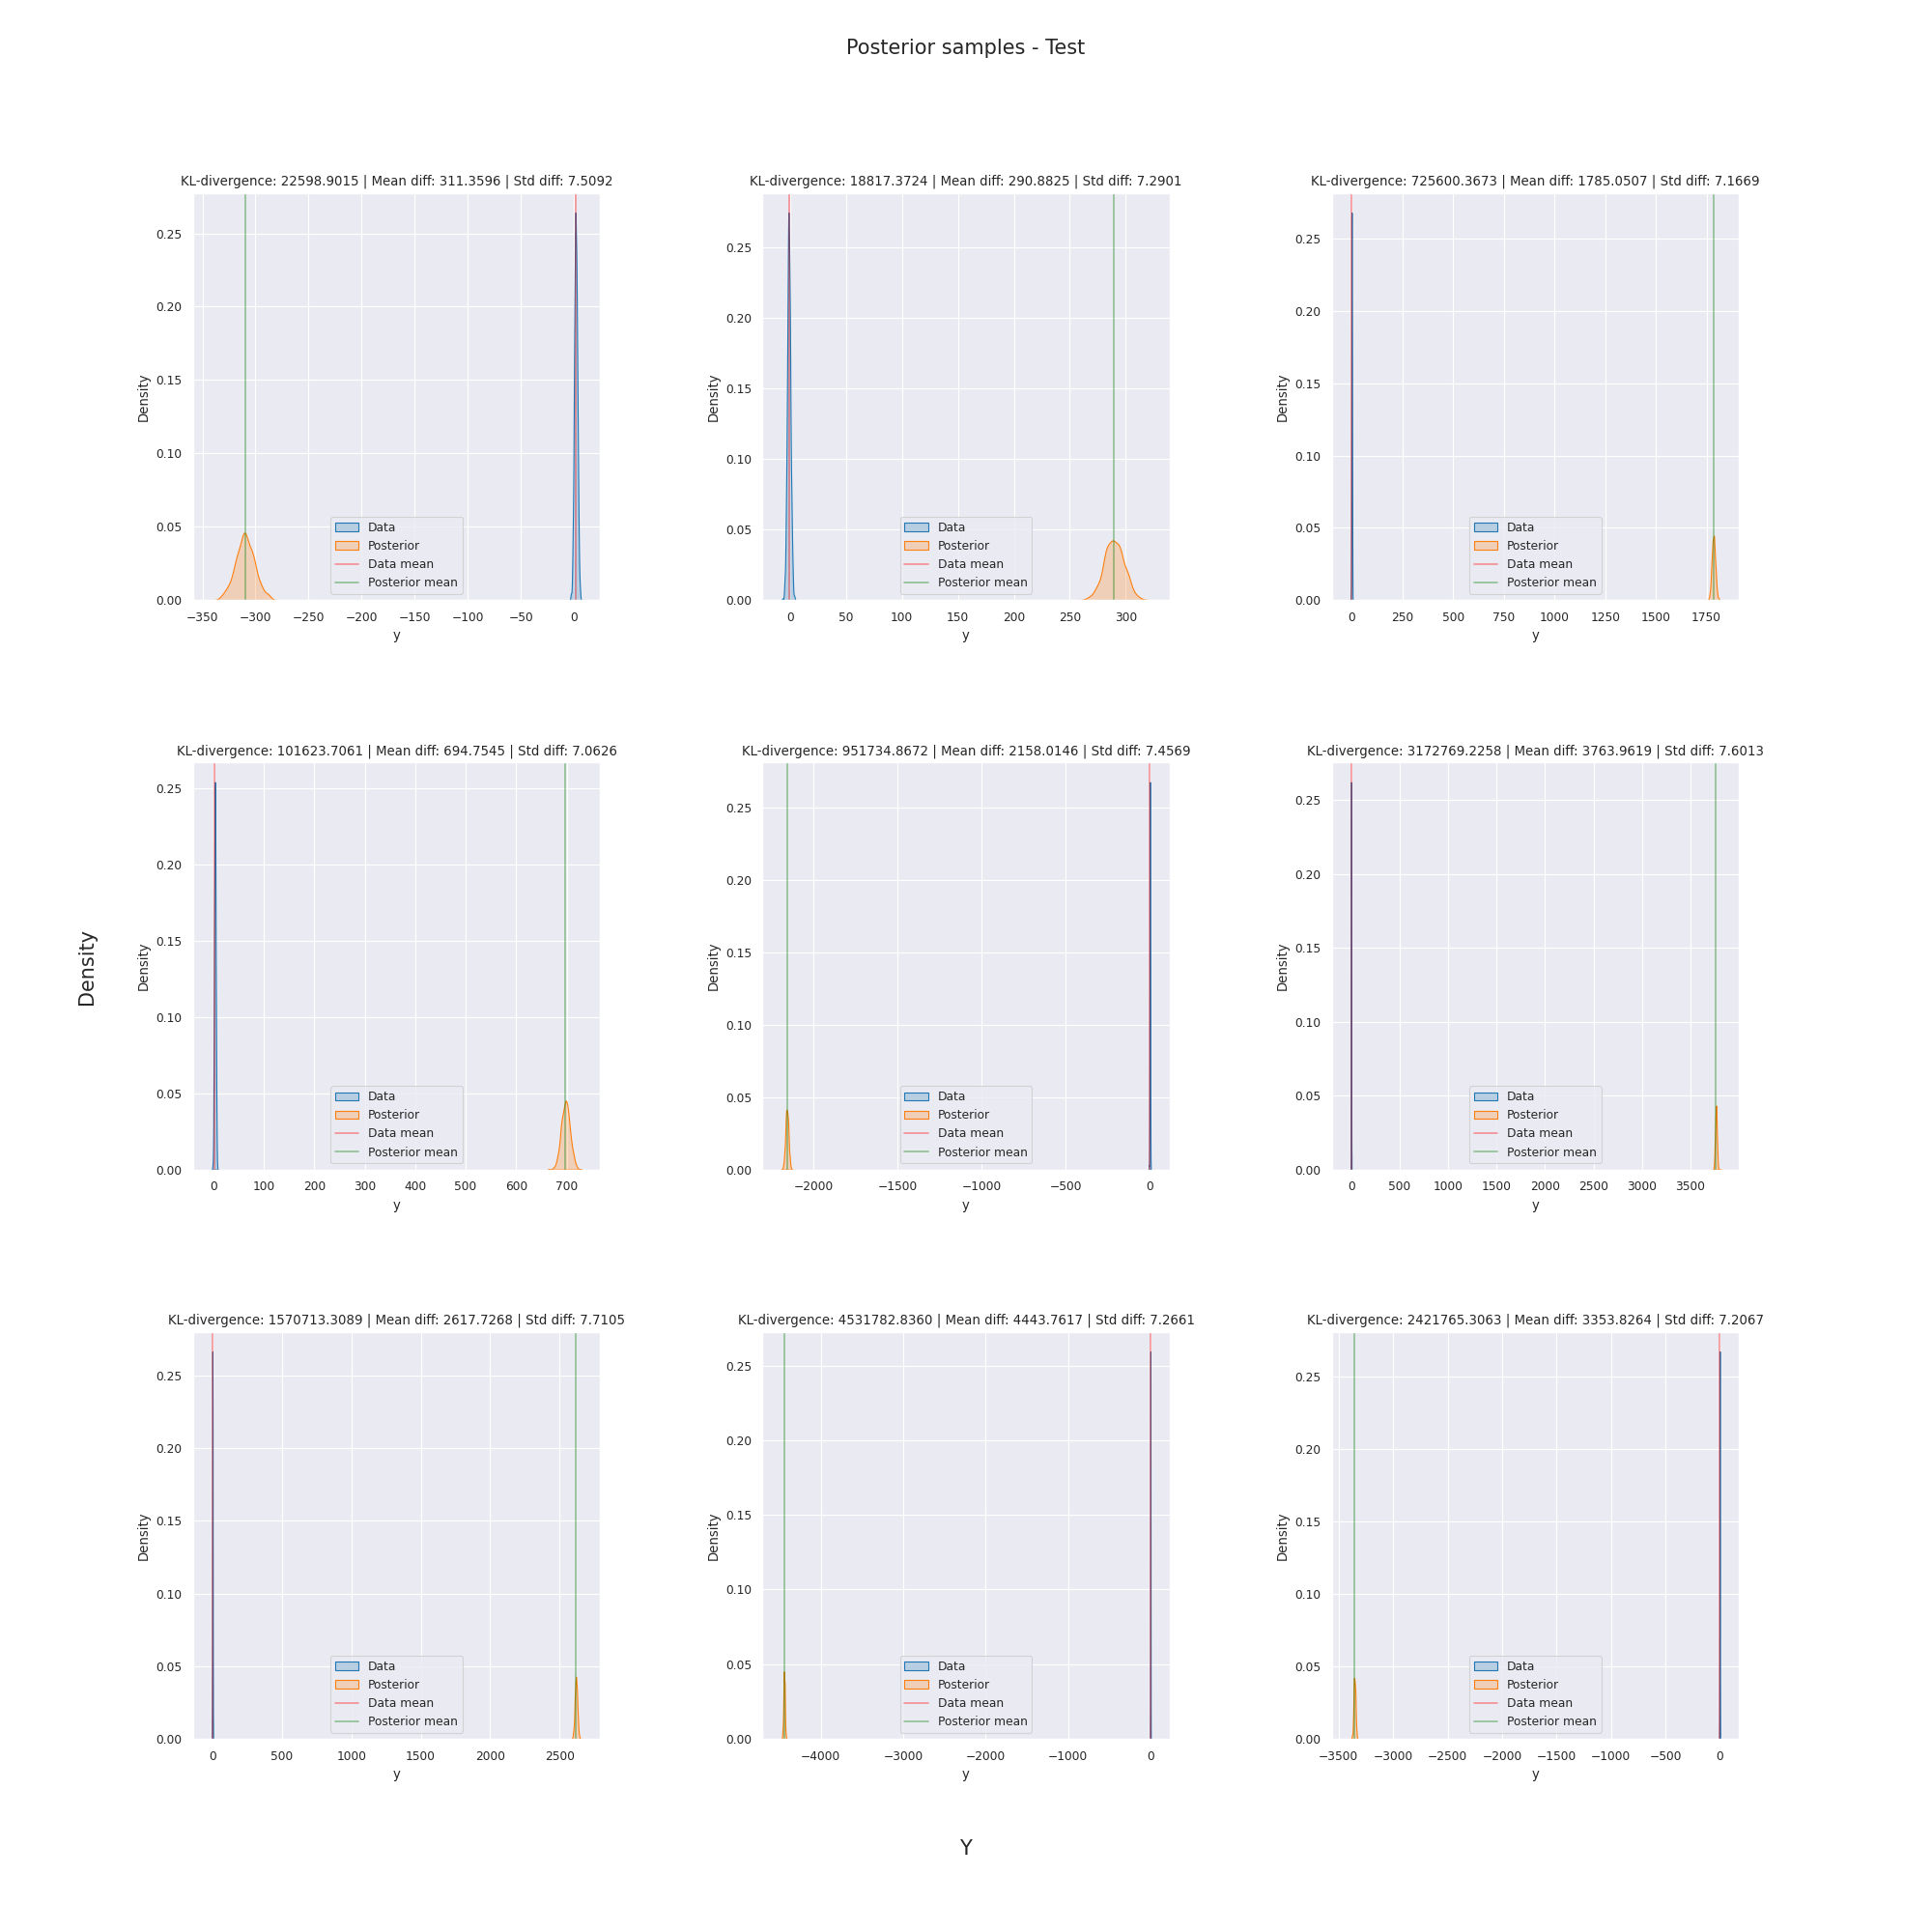 Posterior samples - Test
KL-divergence: 22598.9015 | Mean diff: 311.3596 | Std diff: 7.5092
Density
0.25
0.20
0.15
0.10
0.05
0.00
Data
Posterior
Data mean
Posterior mean
−350 −300 −250 −200 −150 −100 −50 0
y
KL-divergence: 18817.3724 | Mean diff: 290.8825 | Std diff: 7.2901
Density
0.25
0.20
0.15
0.10
0.05
0.00
Data
Posterior
Data mean
Posterior mean
0 50 100 150 200 250 300
y
KL-divergence: 725600.3673 | Mean diff: 1785.0507 | Std diff: 7.1669
Density
0.25
0.20
0.15
0.10
0.05
0.00
Data
Posterior
Data mean
Posterior mean
0 250 500 750 1000 1250 1500 1750
y
Density
KL-divergence: 101623.7061 | Mean diff: 694.7545 | Std diff: 7.0626
Density
0.25
0.20
0.15
0.10
0.05
0.00
Data
Posterior
Data mean
Posterior mean
0 100 200 300 400 500 600 700
y
KL-divergence: 951734.8672 | Mean diff: 2158.0146 | Std diff: 7.4569
Density
0.25
0.20
0.15
0.10
0.05
0.00
Data
Posterior
Data mean
Posterior mean
−2000 −1500 −1000 −500 0
y
KL-divergence: 3172769.2258 | Mean diff: 3763.9619 | Std diff: 7.6013
Density
0.25
0.20
0.15
0.10
0.05
0.00
Data
Posterior
Data mean
Posterior mean
0 500 1000 1500 2000 2500 3000 3500
y
KL-divergence: 1570713.3089 | Mean diff: 2617.7268 | Std diff: 7.7105
Density
0.25
0.20
0.15
0.10
0.05
0.00
Data
Posterior
Data mean
Posterior mean
0 500 1000 1500 2000 2500
y
KL-divergence: 4531782.8360 | Mean diff: 4443.7617 | Std diff: 7.2661
Density
0.25
0.20
0.15
0.10
0.05
0.00
Data
Posterior
Data mean
Posterior mean
−4000 −3000 −2000 −1000 0
y
KL-divergence: 2421765.3063 | Mean diff: 3353.8264 | Std diff: 7.2067
Density
0.25
0.20
0.15
0.10
0.05
0.00
Data
Posterior
Data mean
Posterior mean
−3500 −3000 −2500 −2000 −1500 −1000 −500 0
y
Y